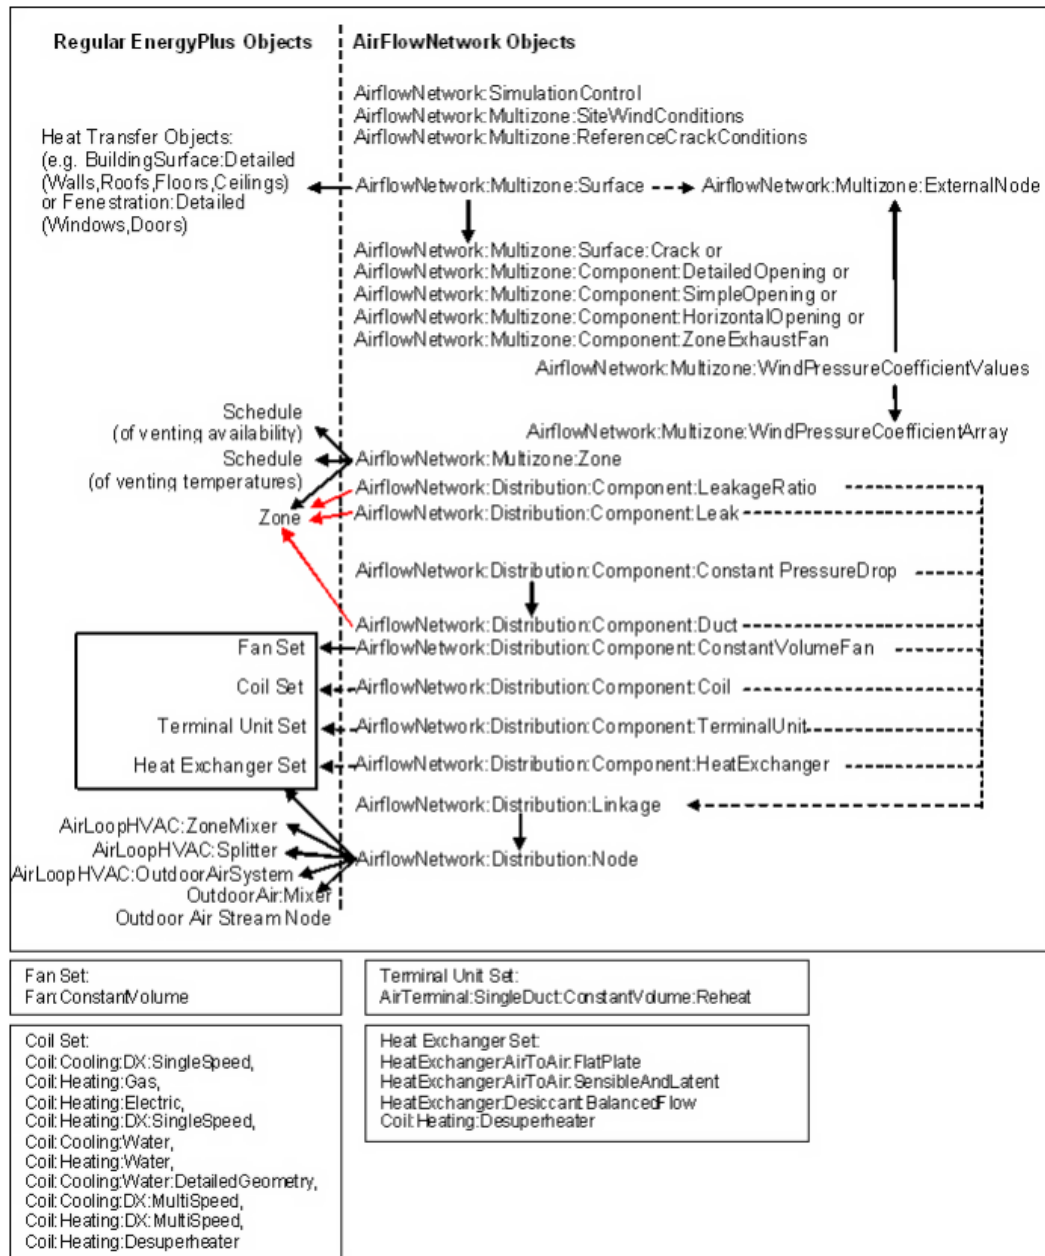 Regular EnergyPlus Objects
AirFlowNetwork Objects
AirflowNetwork:SimulationControl
AirflowNetwork:Multizone:SiteWindConditions
AirflowNetwork:Multizone:ReferenceCrackConditions
Heat Transfer Objects:
(e.g. BuildingSurface:Detailed
(Walls,Roofs,Floors,Ceilings)
or Fenestration:Detailed
(Windows,Doors)
AirflowNetwork:Multizone:Surface
AirflowNetwork:Multizone:ExternalNode
AirflowNetwork:Multizone:Surface:Crack or
AirflowNetwork:Multizone:Component:DetailedOpening or
AirflowNetwork:Multizone:Component:SimpleOpening or
AirflowNetwork:Multizone:Component:HorizontalOpening or
AirflowNetwork:Multizone:Component:ZoneExhaustFan
AirflowNetwork:Multizone:WindPressureCoefficientValues
AirflowNetwork:Multizone:WindPressureCoefficientArray
Schedule
(of venting availability)
Schedule
(of venting temperatures)
Zone
AirflowNetwork:Multizone:Zone
AirflowNetwork:Distribution:Component:LeakageRatio
AirflowNetwork:Distribution:Component:Leak
AirflowNetwork:Distribution:Component:Constant PressureDrop
AirflowNetwork:Distribution:Component:Duct
Fan Set
AirflowNetwork:Distribution:Component:ConstantVolumeFan
Coil Set
AirflowNetwork:Distribution:Component:Coil
Terminal Unit Set
AirflowNetwork:Distribution:Component:TerminalUnit
Heat Exchanger Set
AirflowNetwork:Distribution:Component:HeatExchanger
AirflowNetwork:Distribution:Linkage
AirflowNetwork:Distribution:Node
AirLoopHVAC:ZoneMixer
AirLoopHVAC:Splitter
AirLoopHVAC:OutdoorAirSystem
OutdoorAir:Mixer
Outdoor Air Stream Node
Fan Set:
Fan:ConstantVolume
Terminal Unit Set:
AirTerminal:SingleDuct:ConstantVolume:Reheat
Coil Set:
Coil:Cooling:DX:SingleSpeed,
Coil:Heating:Gas,
Coil:Heating:Electric,
Coil:Heating:DX:SingleSpeed,
Coil:Cooling:Water,
Coil:Heating:Water,
Coil:Cooling:Water:DetailedGeometry,
Coil:Cooling:DX:MultiSpeed,
Coil:Heating:DX:MultiSpeed,
Coil:Heating:Desuperheater
Heat Exchanger Set:
HeatExchanger:AirToAir:FlatPlate
HeatExchanger:AirToAir:SensibleAndLatent
HeatExchanger:Desiccant:BalancedFlow
Coil:Heating:Desuperheater